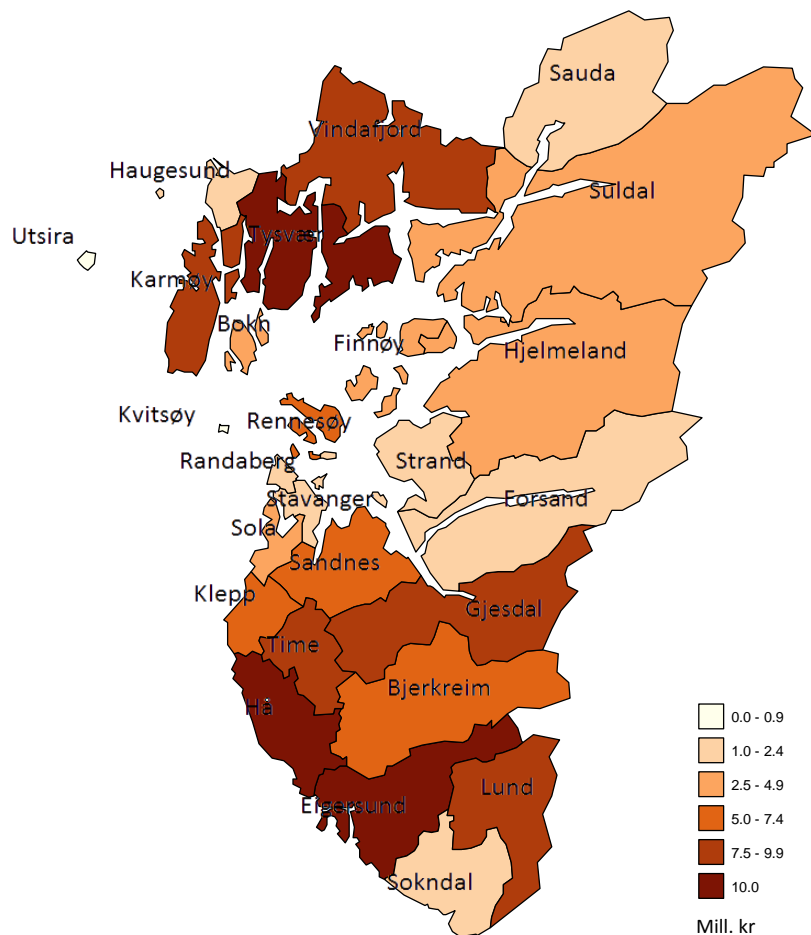 Sauda
Vindafjord
Haugesund
Suldal
Utsira
Tysvær
Karmøy
Bokn
Finnøy
Hjelmeland
Kvitsøy
Rennesøy
Randaberg
Strand
Stavanger
Forsand
Sola
Sandnes
Klepp
Gjesdal
Time
Bjerkreim
Hå
Lund
Eigersund
Sokndal
0.0 - 0.9
1.0 - 2.4
2.5 - 4.9
5.0 - 7.4
7.5 - 9.9
10.0
Mill. kr